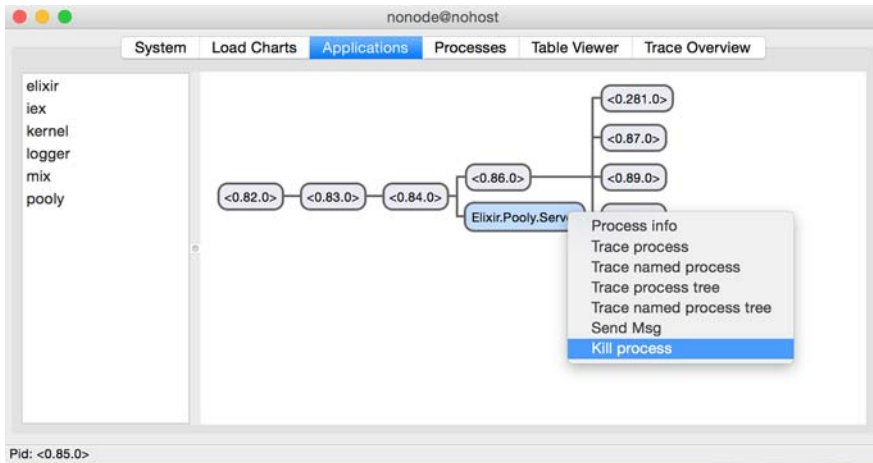 nonode@nohost
System Load Charts Applications Processes Table Viewer Trace Overview
elixir
iex
kernel
logger
mix
pooly
<0.281.0>
<0.87.0>
<0.86.0> <0.89.0>
<0.82.0> <0.83.0> <0.84.0>
Elixir.Pooly.Serve
Process info
Trace process
Trace named process
Trace process tree
Trace named process tree
Send Msg
Kill process
Pid: <0.85.0>